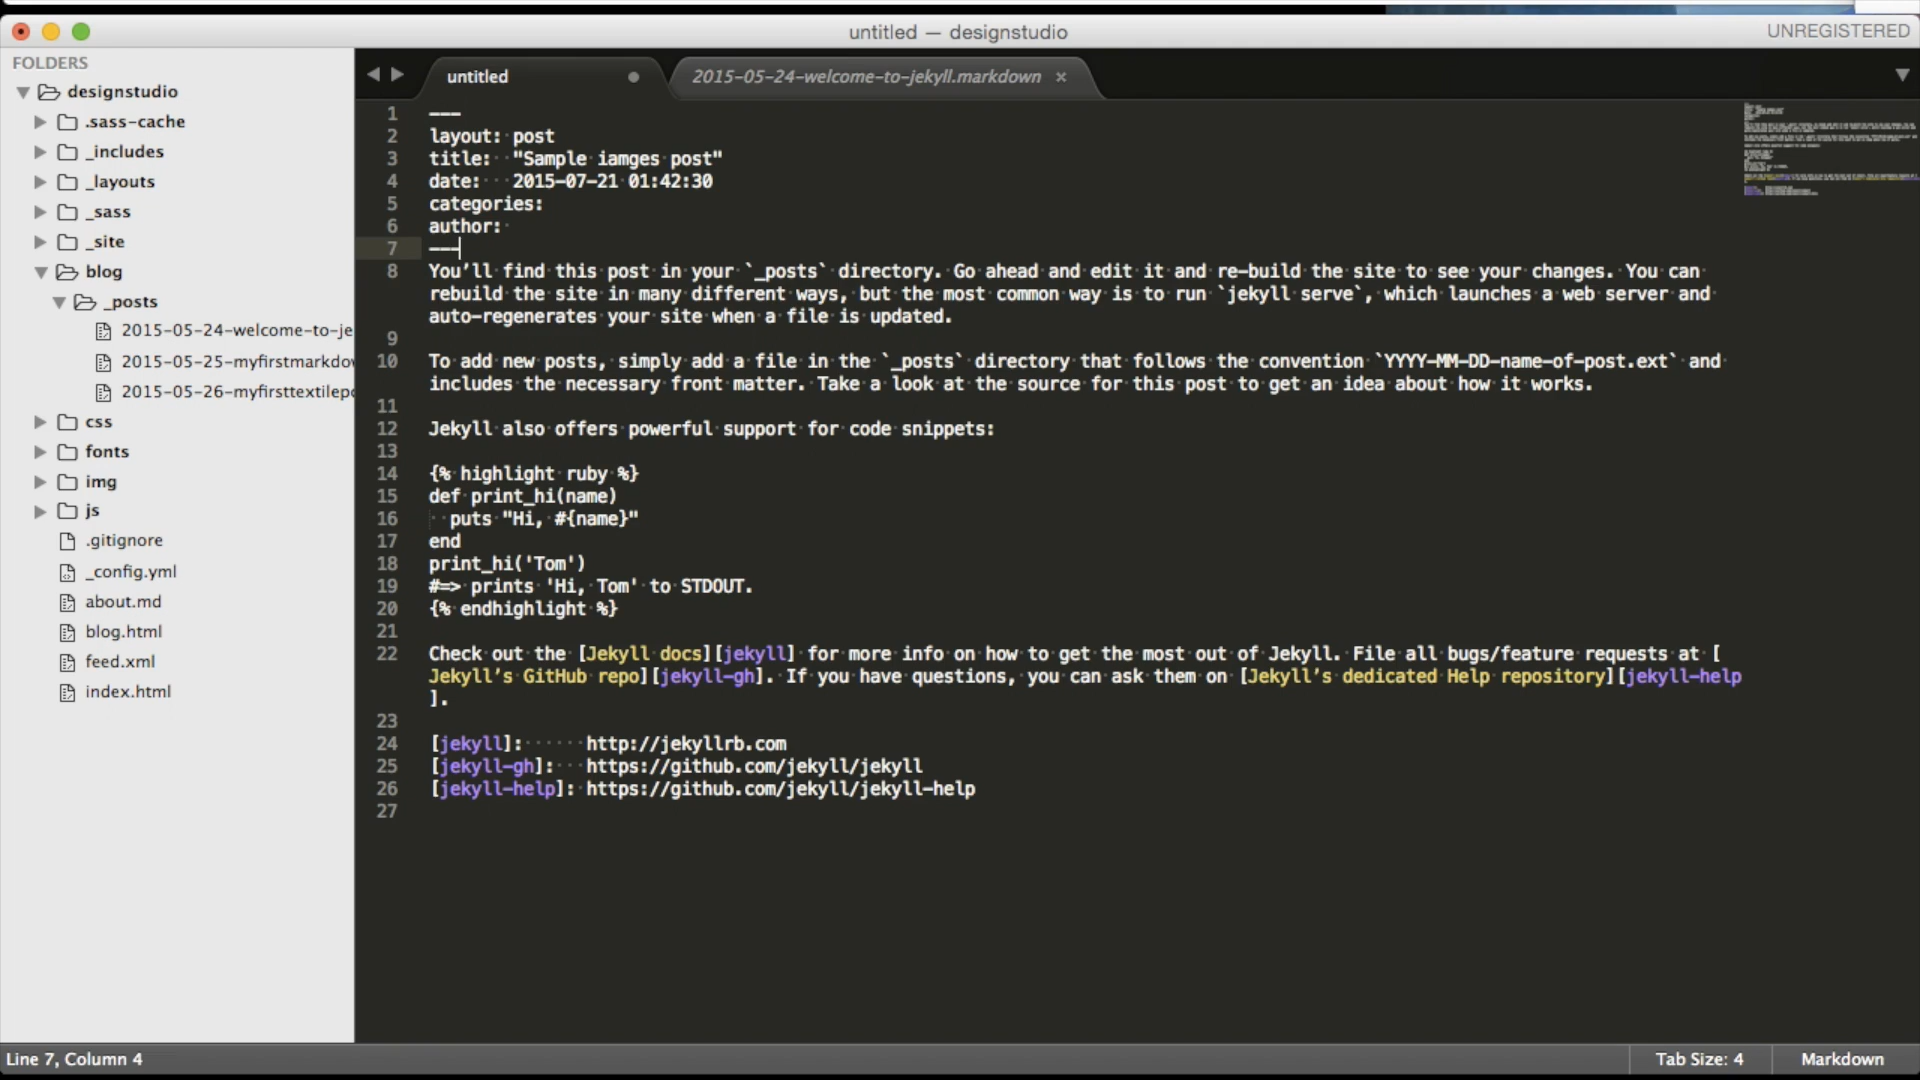 untitled — designstudio
UNREGISTERED
FOLDERS
designstudio
.sass-cache
_includes
_layouts
_sass
_site
blog
_posts
2015-05-24-welcome-to-je
2015-05-25-myfirstmarkdov
2015-05-26-myfirsttextilepo
css
fonts
img
js
.gitignore
_config.yml
about.md
blog.html
feed.xml
index.html
untitled
2015-05-24-welcome-to-jekyll.markdown
1 ---
2 layout: post
3 title:  "Sample iamges post"
4 date:   2015-07-21 01:42:30
5 categories:
6 author:
7 ---
8 You’ll find this post in your `_posts` directory. Go ahead and edit it and re-build the site to see your changes. You can
rebuild the site in many different ways, but the most common way is to run `jekyll serve`, which launches a web server and
auto-regenerates your site when a file is updated.
9
10 To add new posts, simply add a file in the `_posts` directory that follows the convention `YYYY-MM-DD-name-of-post.ext` and
includes the necessary front matter. Take a look at the source for this post to get an idea about how it works.
11
12 Jekyll also offers powerful support for code snippets:
13
14 {% highlight ruby %}
15 def print_hi(name)
16   puts "Hi, #{name}"
17 end
18 print_hi('Tom')
19 #=> prints 'Hi, Tom' to STDOUT.
20 {% endhighlight %}
21
22 Check out the [Jekyll docs][jekyll] for more info on how to get the most out of Jekyll. File all bugs/feature requests at [
Jekyll’s GitHub repo][jekyll-gh]. If you have questions, you can ask them on [Jekyll’s dedicated Help repository][jekyll-help
].
23
24 [jekyll]:      http://jekyllrb.com
25 [jekyll-gh]:   https://github.com/jekyll/jekyll
26 [jekyll-help]: https://github.com/jekyll/jekyll-help
27
Line 7, Column 4
Tab Size: 4
Markdown